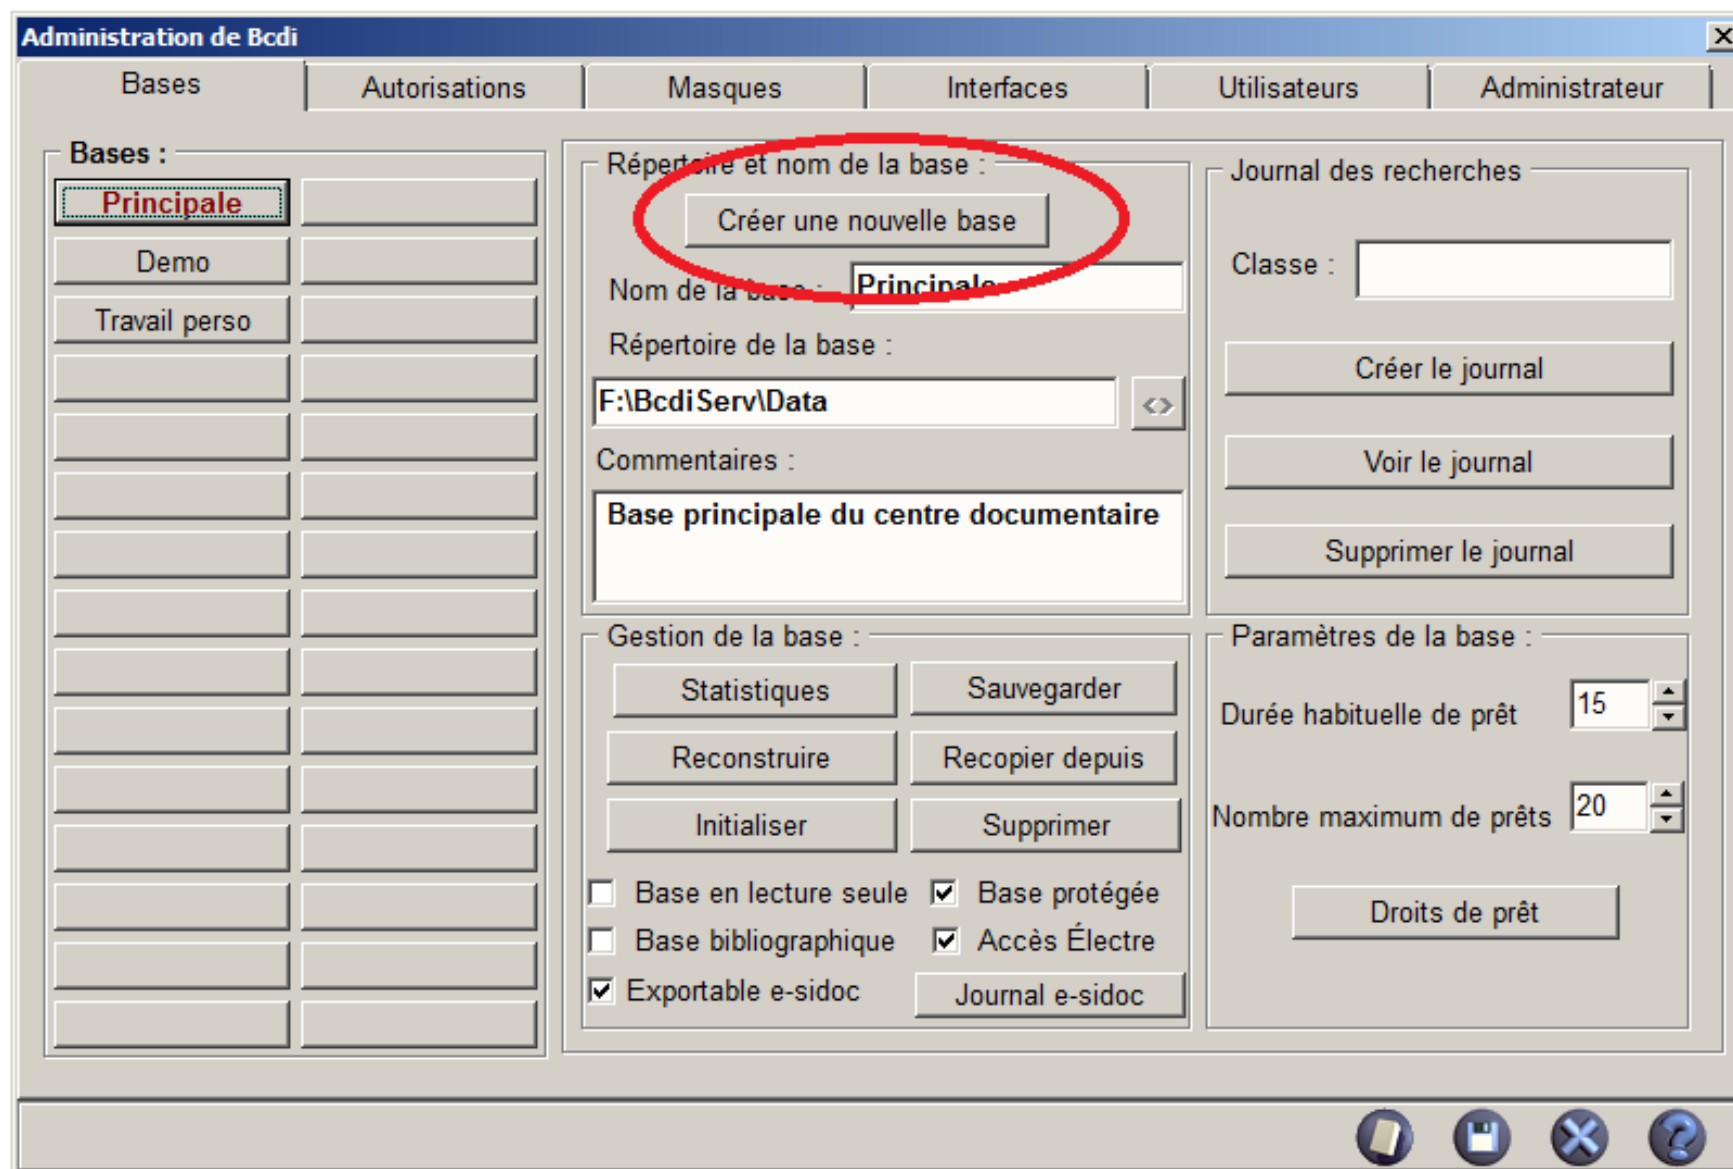 Administration de Bcdi
Bases
Autorisations
Masques
Interfaces
Utilisateurs
Administrateur
Bases :
Principale
Demo
Travail perso
Répertoire et nom de la base :
Créer une nouvelle base
Nom de la base :
Principale
Répertoire de la base :
F:\BcdiServ\Data
Commentaires :
Base principale du centre documentaire
Journal des recherches
Classe :
Créer le journal
Voir le journal
Supprimer le journal
Gestion de la base :
Statistiques
Sauvegarder
Reconstruire
Recopier depuis
Initialiser
Supprimer
Base en lecture seule
Base protégée
Base bibliographique
Accès Électre
Exportable e-sidoc
Journal e-sidoc
Paramètres de la base :
Durée habituelle de prêt
15
Nombre maximum de prêts
20
Droits de prêt